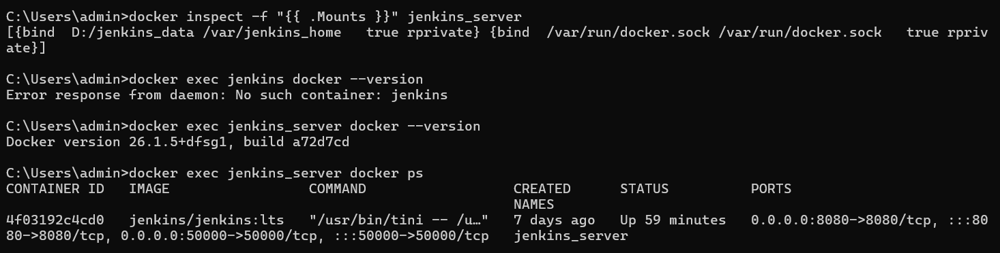 C:\Users\admin>docker inspect -f "{{ .Mounts }}" jenkins_server
[{bind  D:/jenkins_data /var/jenkins_home   true rprivate} {bind  /var/run/docker.sock /var/run/docker.sock   true rpriv
ate}]
C:\Users\admin>docker exec jenkins docker --version
Error response from daemon: No such container: jenkins
C:\Users\admin>docker exec jenkins_server docker --version
Docker version 26.1.5+dfsg1, build a72d7cd
C:\Users\admin>docker exec jenkins_server docker ps
CONTAINER ID   IMAGE                 COMMAND                  CREATED      STATUS          PORTS
NAMES
4f03192c4cd0   jenkins/jenkins:lts   "/usr/bin/tini -- /u…"   7 days ago   Up 59 minutes   0.0.0.0:8080->8080/tcp, :::80
80->8080/tcp, 0.0.0.0:50000->50000/tcp, :::50000->50000/tcp   jenkins_server